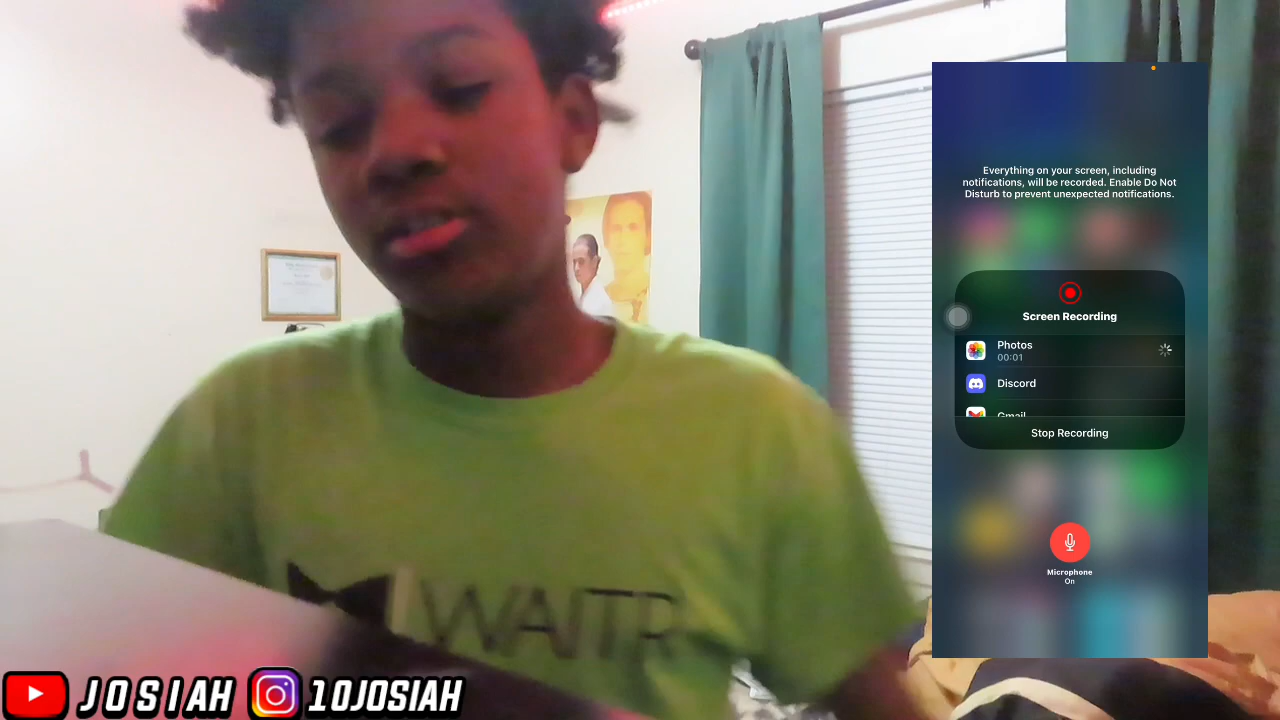 Everything on your screen, including
notifications, will be recorded. Enable Do Not
Disturb to prevent unexpected notifications.
Screen Recording
Photos
00:01
Discord
Gmail
Stop Recording
Microphone
On
WAITR
JOSIAH
10JOSIAH